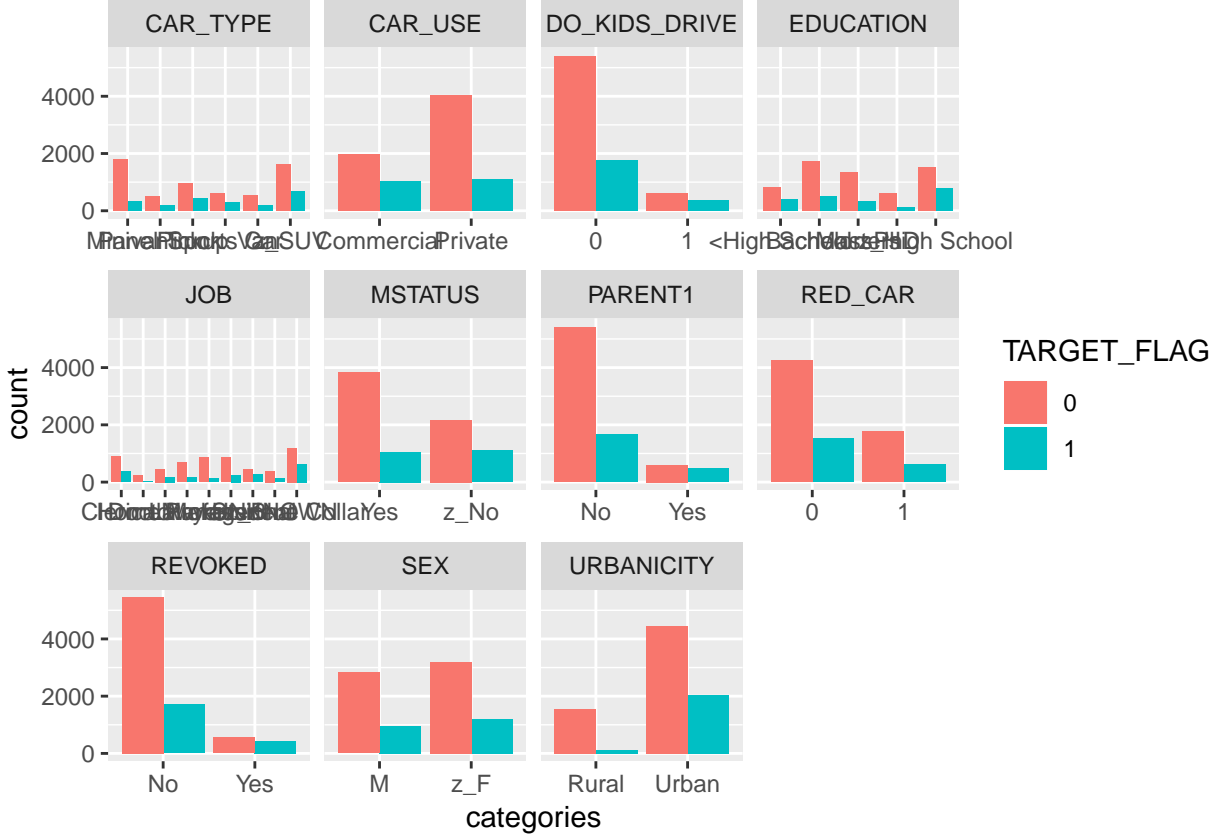 CAR_TYPE CAR_USE DO_KIDS_DRIVE EDUCATION
4000
2000
0
Commercial Private 0 1 <High School
JOB MSTATUS PARENT1 RED_CAR
4000
2000
0
Yes z_No No Yes 0 1
REVOKED SEX URBANICITY
4000
2000
0
No Yes M z_F Rural Urban
categories
count
TARGET_FLAG
0
1